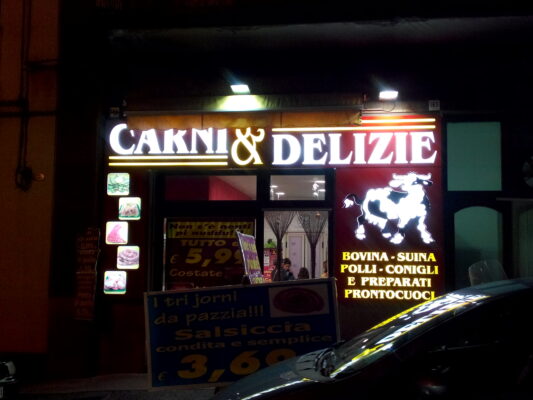 CARNI & DELIZIE
BOVINA - SUINA
POLLI - CONIGLI
E PREPARATI
PRONTOCUOCI
TUTTO
€ 5,99
Costate
I tri jorni
da pazzia!!!
Salsiccia
condita e semplice
€ 3,69